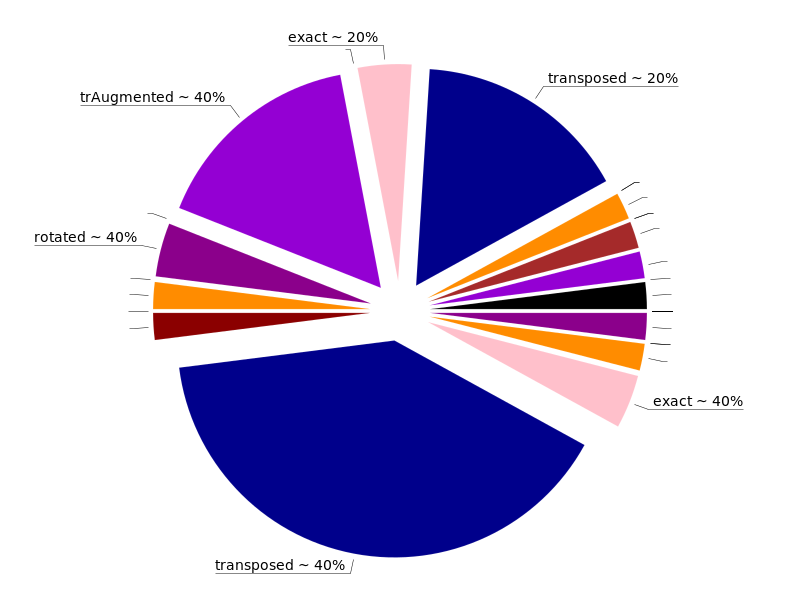 exact ~ 20%
transposed ~ 20%
trAugmented ~ 40%
rotated ~ 40%
exact ~ 40%
transposed ~ 40%